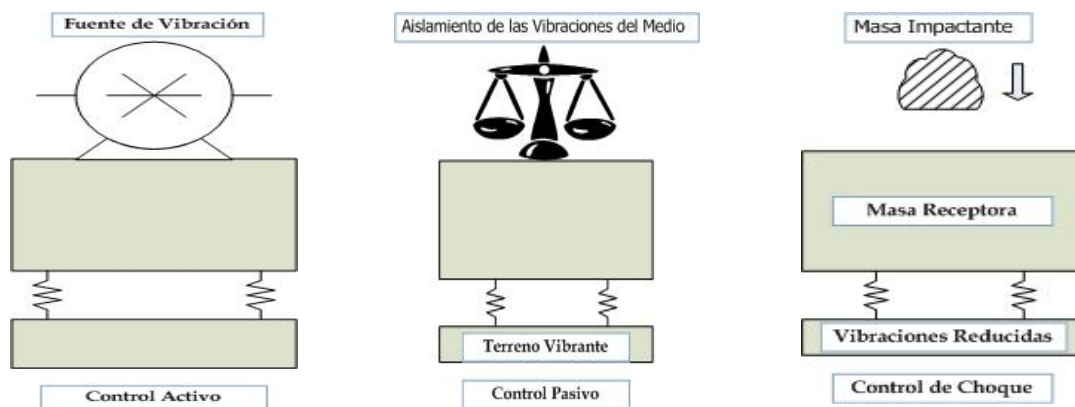 Fuente de Vibración
Aislamiento de las Vibraciones del Medio
Masa Impactante
Masa Receptora
Terreno Vibrante
Vibraciones Reducidas
Control Activo
Control Pasivo
Control de Choque